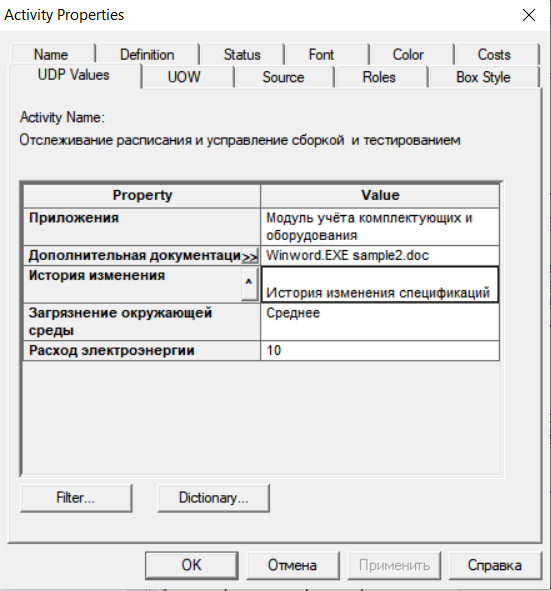 Activity Properties
Name Definition Status Font Color Costs
UDP Values UOW Source Roles Box Style
Activity Name:
Отслеживание расписания и усправление сборкой и тестированием
Property Value
Приложения Модуль учёта комплектующих и
оборудования
Дополнительная документаци >> Winword.EXE sample2.doc
История изменения ^
История изменения спецификаций
Загрязнение окружающей Среднее
среды
Расход электроэнергии 10
Filter... Dictionary...
OK Отмена Применить Справка